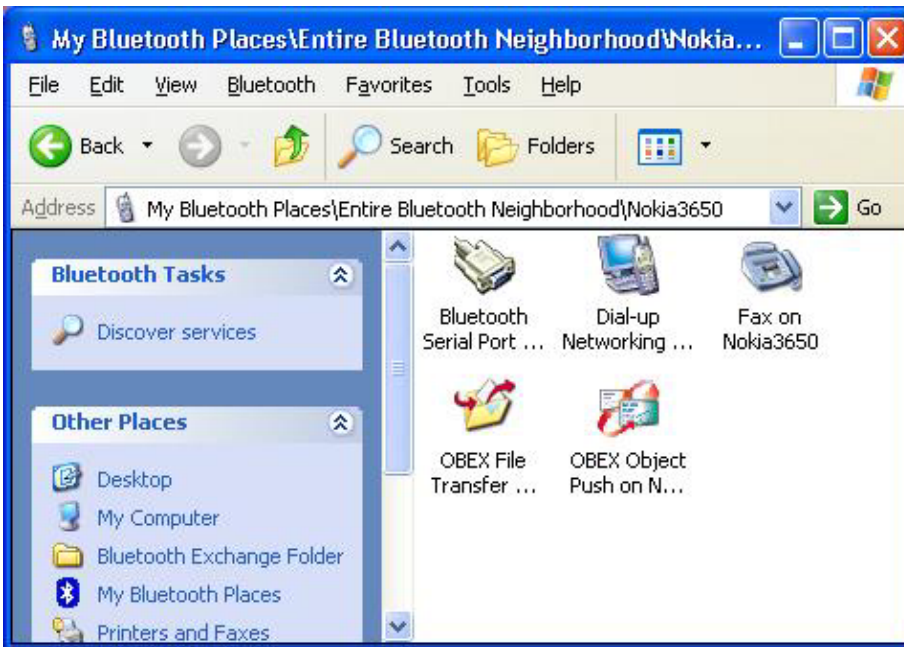 My Bluetooth Places\Entire Bluetooth Neighborhood\Nokia...
File Edit View Bluetooth Favorites Tools Help
Back Search Folders
Address My Bluetooth Places\Entire Bluetooth Neighborhood\Nokia3650 Go
Bluetooth Tasks
Discover services
Other Places
Desktop
My Computer
Bluetooth Exchange Folder
My Bluetooth Places
Printers and Faxes
Bluetooth
Serial Port ...
Dial-up
Networking ...
Fax on
Nokia3650
OBEX File
Transfer ...
OBEX Object
Push on N...